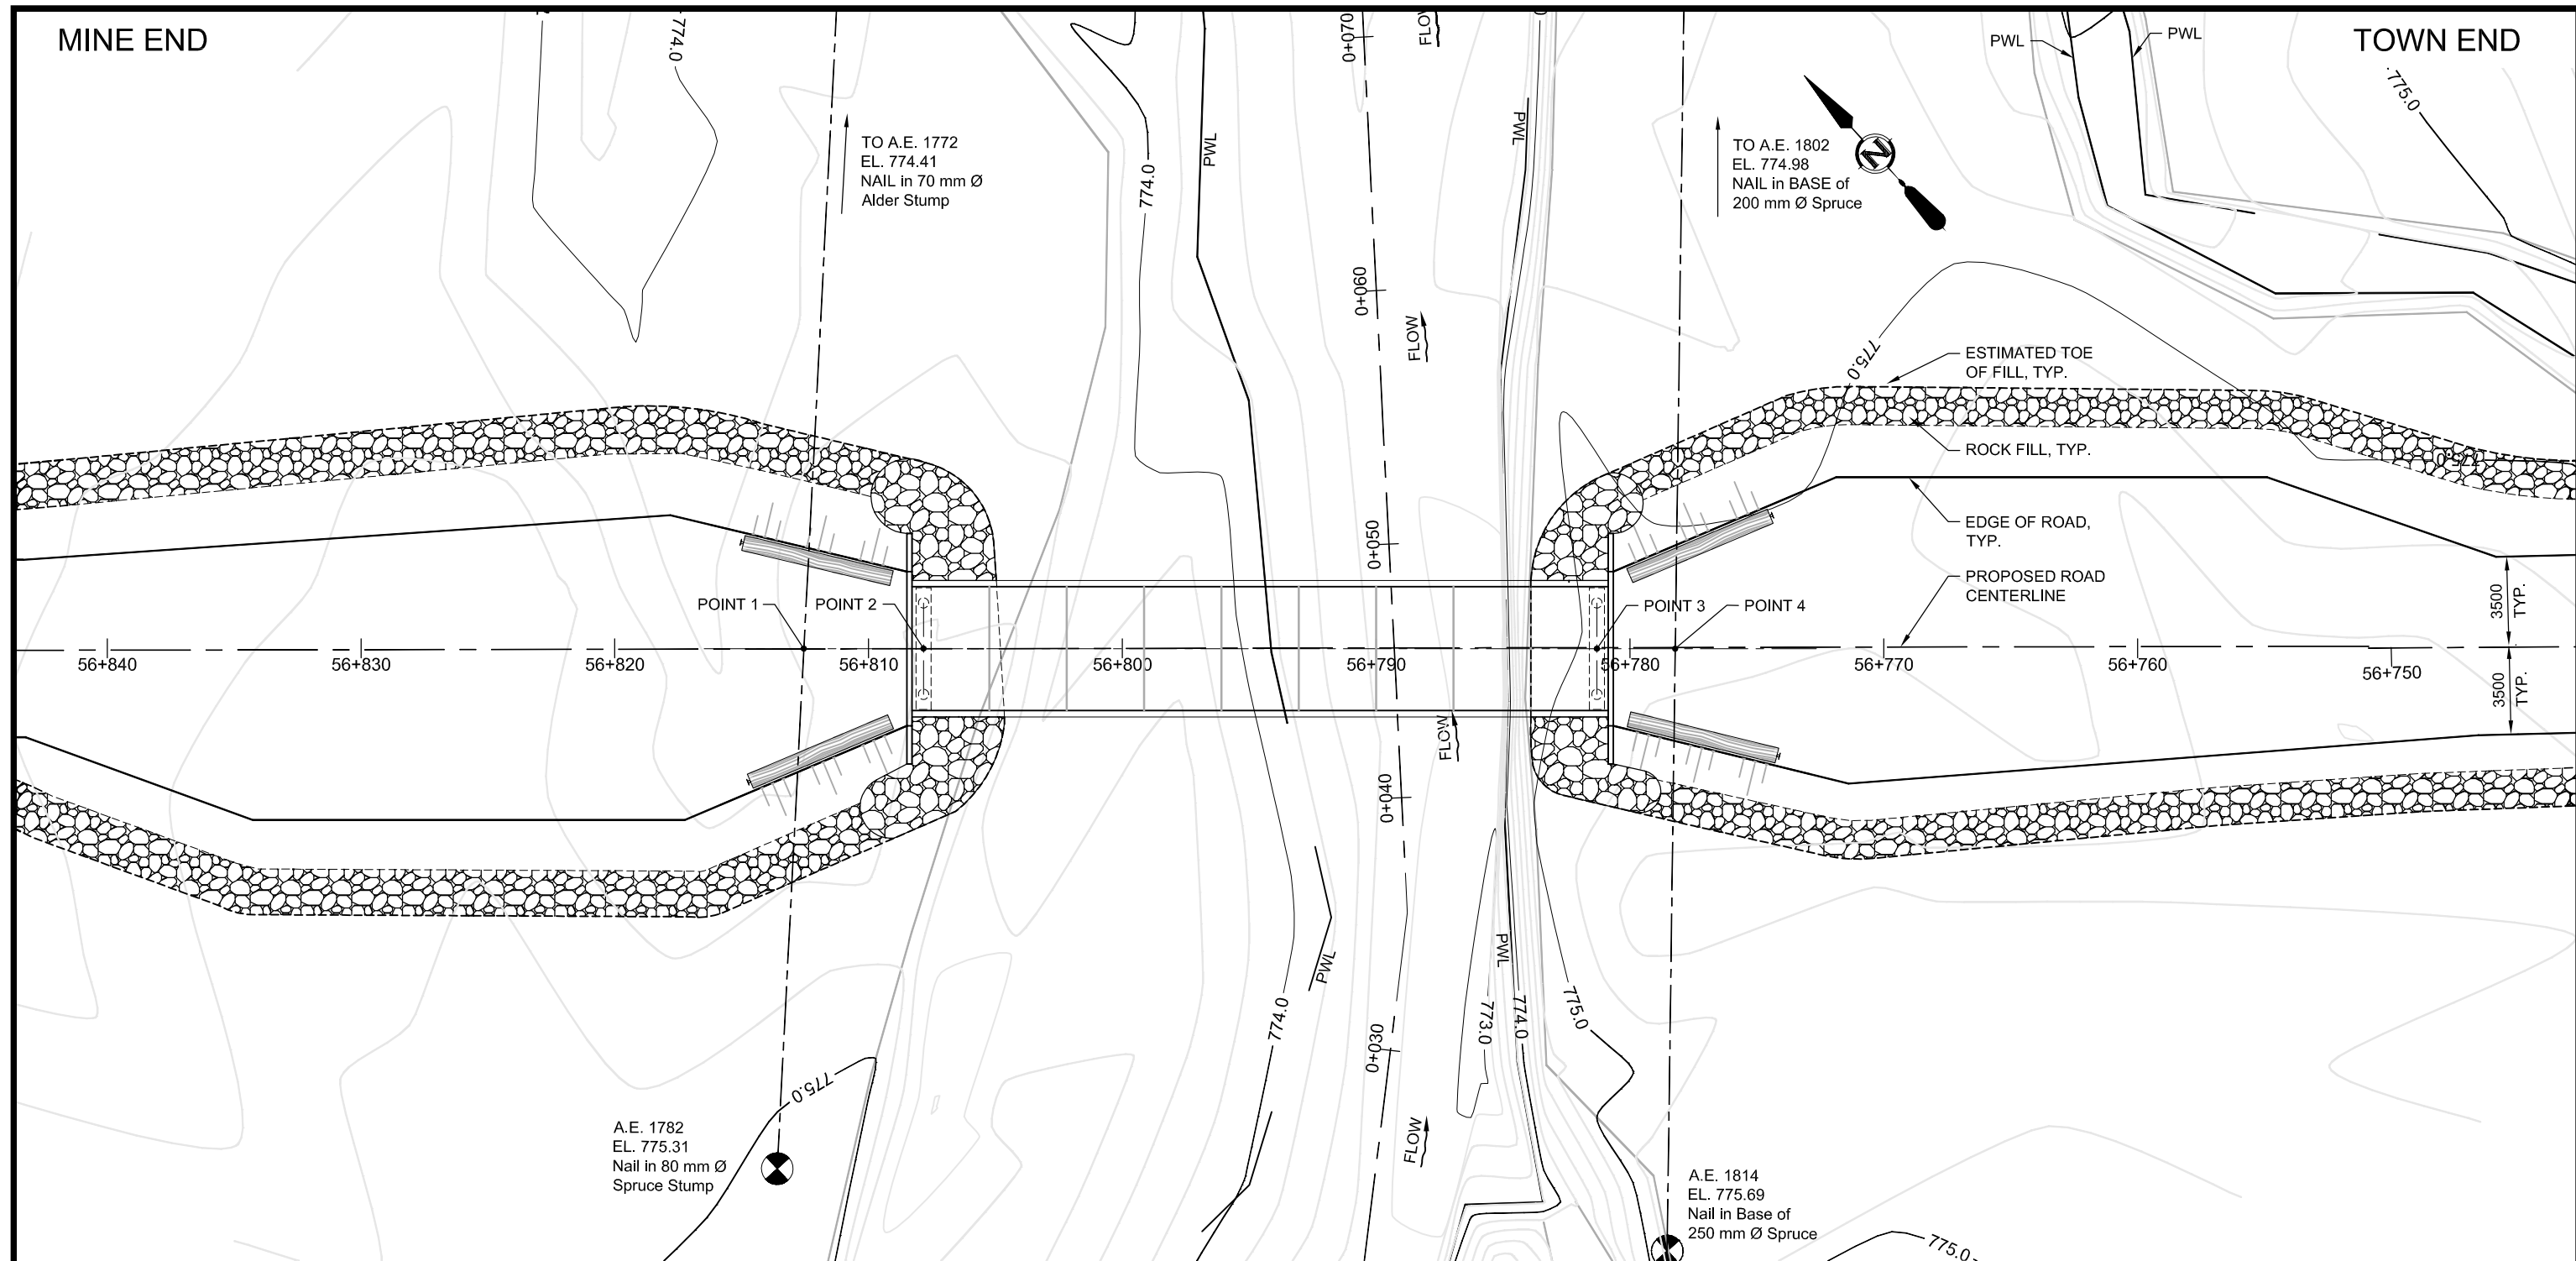 MINE END
TOWN END
774.0
0+070
FLOW
PWL
PWL
775.0
TO A.E. 1772
EL. 774.41
NAIL in 70 mm Ø
Alder Stump
774.0
PWL
PWL
TO A.E. 1802
EL. 774.98
NAIL in BASE of
200 mm Ø Spruce
N
0+060
FLOW
775.0
ESTIMATED TOE
OF FILL, TYP.
ROCK FILL, TYP.
775.0
EDGE OF ROAD,
TYP.
0+050
PROPOSED ROAD
CENTERLINE
3500
TYP.
POINT 1
POINT 2
POINT 3
POINT 4
56+840
56+830
56+820
56+810
56+800
56+790
56+780
56+770
56+760
56+750
3500
TYP.
FLOW
0+040
PWL
PWL
774.0
773.0
774.0
775.0
0+030
775.0
FLOW
A.E. 1782
EL. 775.31
Nail in 80 mm Ø
Spruce Stump
A.E. 1814
EL. 775.69
Nail in Base of
250 mm Ø Spruce
775.0